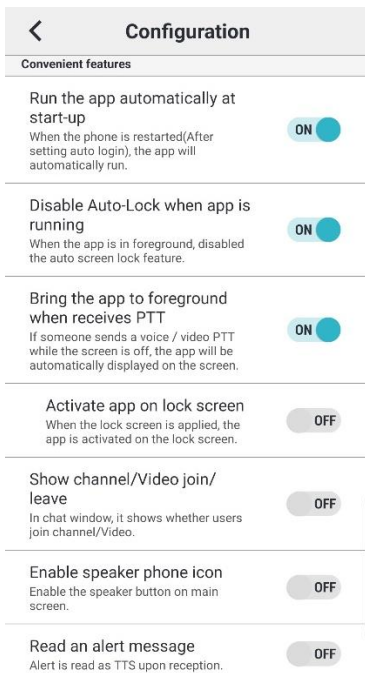 Configuration
Convenient features
Run the app automatically at
start-up
When the phone is restarted(After
setting auto login), the app will
automatically run.
ON
Disable Auto-Lock when app is
running
When the app is in foreground, disabled
the auto screen lock feature.
ON
Bring the app to foreground
when receives PTT
If someone sends a voice / video PTT
while the screen is off, the app will be
automatically displayed on the screen.
ON
Activate app on lock screen
When the lock screen is applied, the
app is activated on the lock screen.
OFF
Show channel/Video join/
leave
In chat window, it shows whether users
join channel/Video.
OFF
Enable speaker phone icon
Enable the speaker button on main
screen.
OFF
Read an alert message
Alert is read as TTS upon reception.
OFF